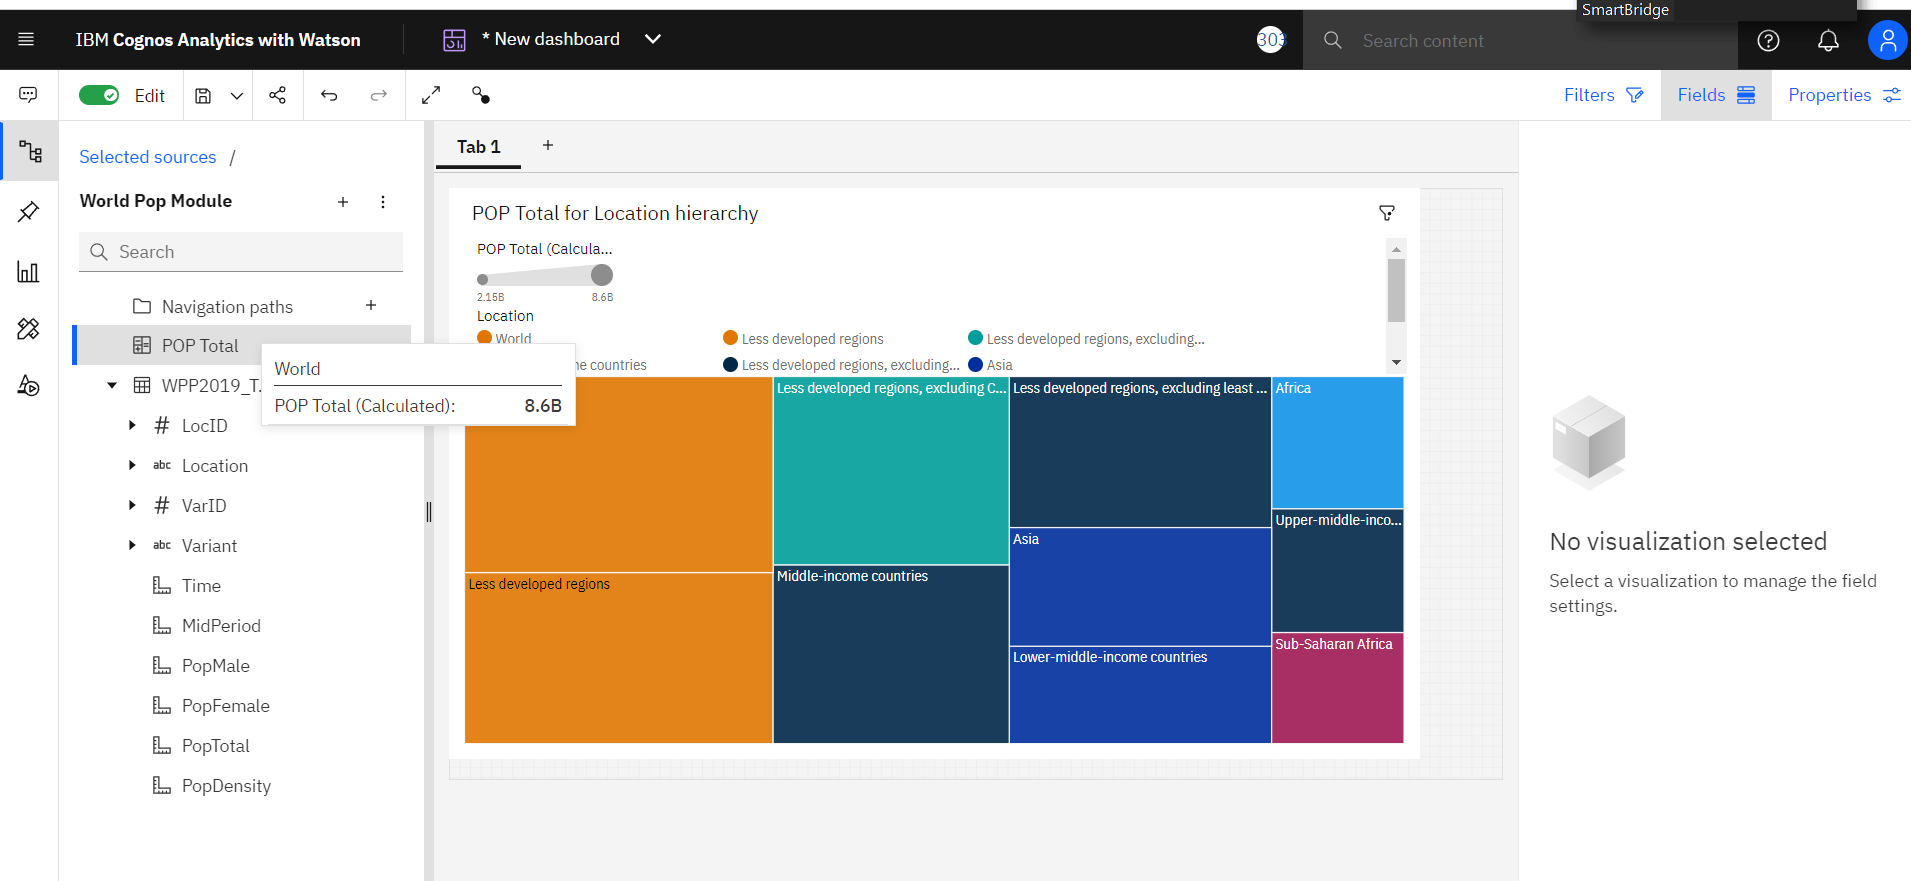 SmartBridge
IBM Cognos Analytics with Watson
* New dashboard
303
Search content
Edit
Filters
Fields
Properties
Selected sources /
World Pop Module
Search
Navigation paths
POP Total
WPP2019_T...
LocID
Location
VarID
Variant
Time
MidPeriod
PopMale
PopFemale
PopTotal
PopDensity
Tab 1
POP Total for Location hierarchy
POP Total (Calcula...
2.15B 8.6B
Location
World
Less developed regions
Less developed regions, excluding...
ne countries
Less developed regions, excluding...
Asia
World
POP Total (Calculated): 8.6B
Less developed regions
Less developed regions, excluding C...
Middle-income countries
Less developed regions, excluding least ...
Asia
Lower-middle-income countries
Africa
Upper-middle-inco...
Sub-Saharan Africa
No visualization selected
Select a visualization to manage the field
settings.